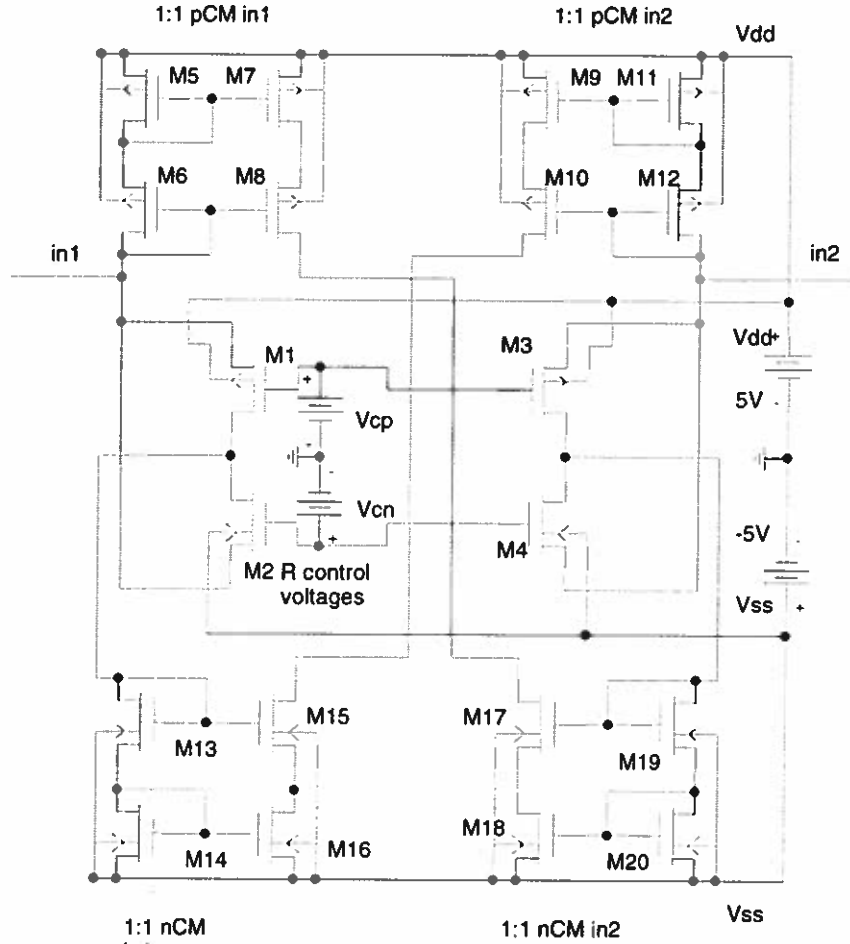 1:1 pCM in1
1:1 pCM in2
Vdd
M5
M7
M9
M11
M6
M8
M10
M12
in1
in2
M1
M3
Vdd
+
+
5V
-
Vcp
-
-
Vcn
+
-5V
-
M2
R control
voltages
M4
Vss
+
M15
M17
M13
M19
M14
M16
M18
M20
Vss
1:1 nCM
1:1 nCM in2